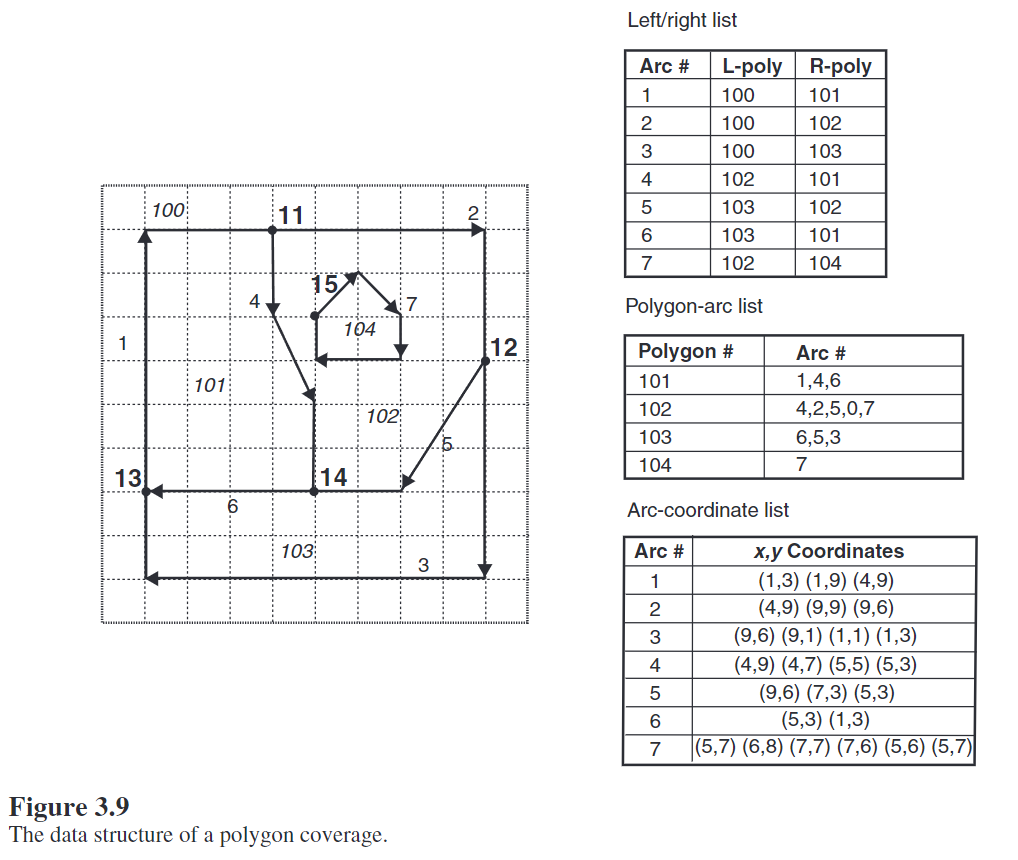 Left/right list
Arc # L-poly R-poly
1 100 101
2 100 102
3 100 103
4 102 101
5 103 102
6 103 101
7 102 104
Polygon-arc list
Polygon # Arc #
101 1,4,6
102 4,2,5,0,7
103 6,5,3
104 7
Arc-coordinate list
Arc # x,y Coordinates
1 (1,3) (1,9) (4,9)
2 (4,9) (9,9) (9,6)
3 (9,6) (9,1) (1,1) (1,3)
4 (4,9) (4,7) (5,5) (5,3)
5 (9,6) (7,3) (5,3)
6 (5,3) (1,3)
7 (5,7) (6,8) (7,7) (7,6) (5,6) (5,7)
100 11 2
15
4 7
104
1 12
101
102
5
13 14
6
103
3
Figure 3.9
The data structure of a polygon coverage.